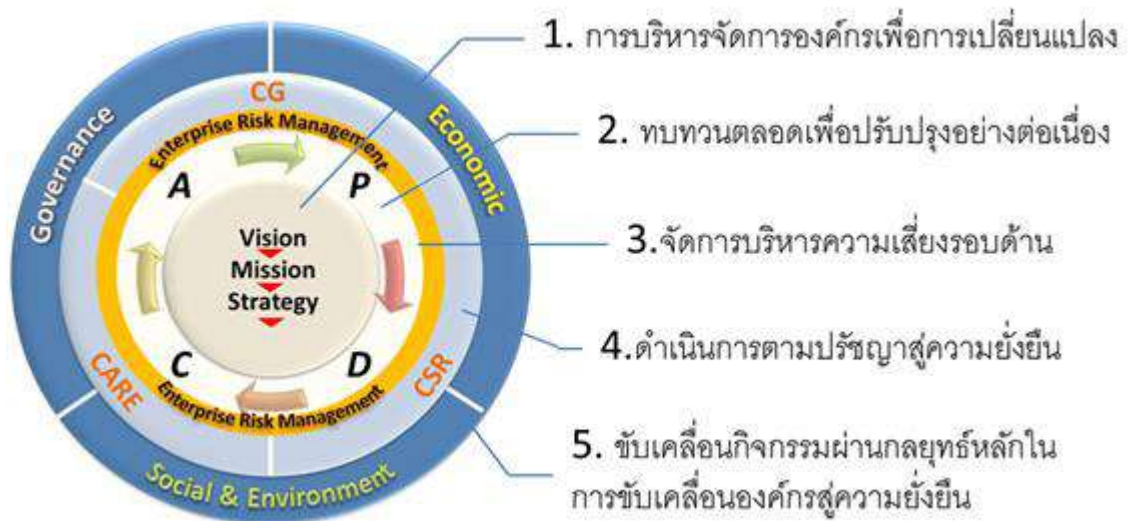 1. การบริหารจัดการองค์กรเพื่อการเปลี่ยนแปลง
2. ทบทวนตลอดเพื่อปรับปรุงอย่างต่อเนื่อง
3.จัดการบริหารความเสี่ยงรอบด้าน
4.ดำเนินการตามปรัชญาสู่ความยั่งยืน
5. ขับเคลื่อนกิจกรรมผ่านกลยุทธ์หลักใน
การขับเคลื่อนองค์กรสู่ความยั่งยืน
Governance
Economic
Social & Environment
CG
CSR
CARE
Enterprise Risk Management
A
P
Vision
Mission
Strategy
C
D
Enterprise Risk Management